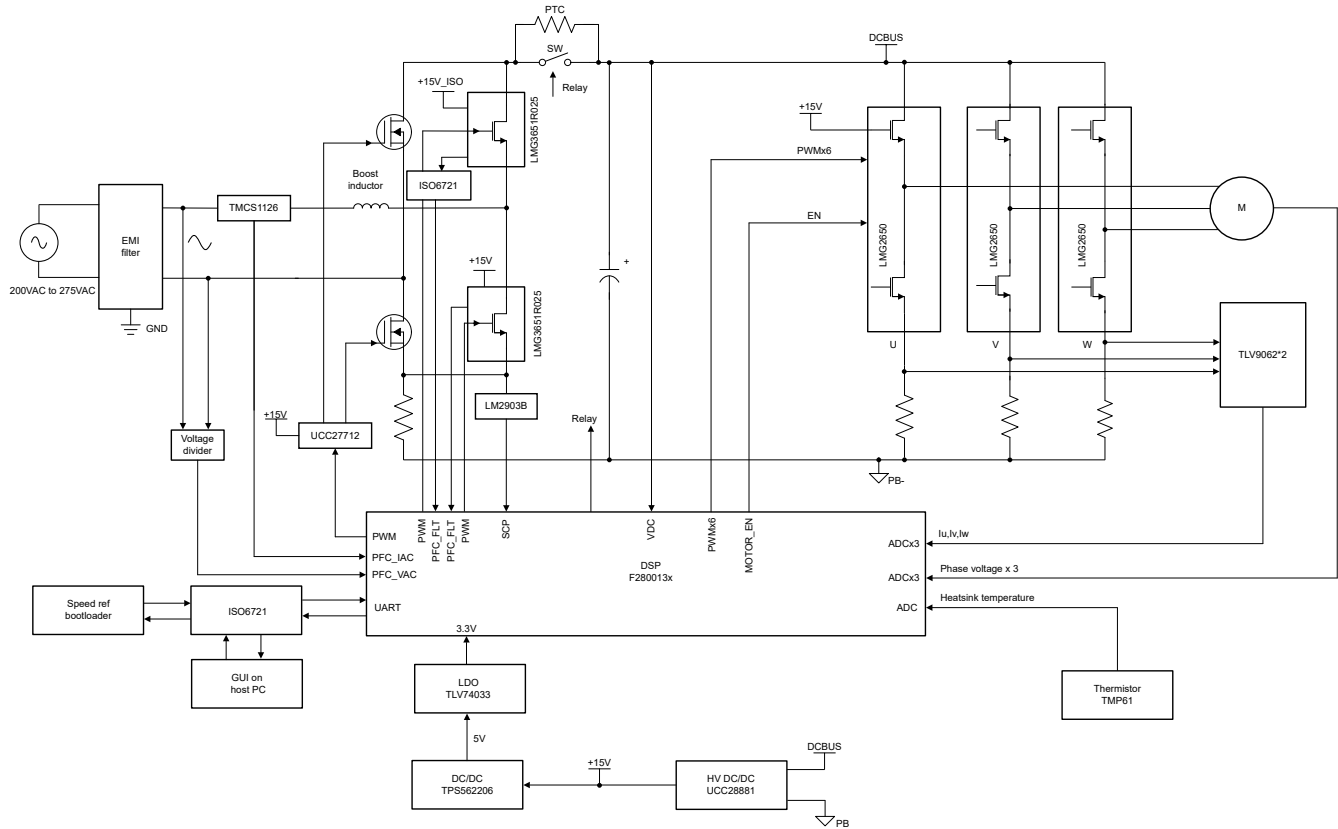 PTC
SW
DCBUS
Relay
+15V_ISO
LMG3651R025
+15V
PWMx6
ISO6721
Boost
inductor
TMCS1126
EMI
filter
EN
LMG2650
LMG2650
LMG2650
M
200VAC to 275VAC
GND
+15V
LMG3651R025
U
V
W
TLV9062*2
LM2903B
+15V
UCC27712
Relay
Voltage
divider
PB-
PWM
PFC_FLT
PFC_FLT
PWM
SCP
VDC
PWMx6
MOTOR_EN
PWM
PFC_IAC
PFC_VAC
UART
DSP
F280013x
ADCx3
Iu,Iv,Iw
ADCx3
Phase voltage x 3
ADC
Heatsink temperature
3.3V
Speed ref
bootloader
ISO6721
GUI on
host PC
LDO
TLV74033
Thermistor
TMP61
5V
DC/DC
TPS562206
+15V
HV DC/DC
UCC28881
DCBUS
PB